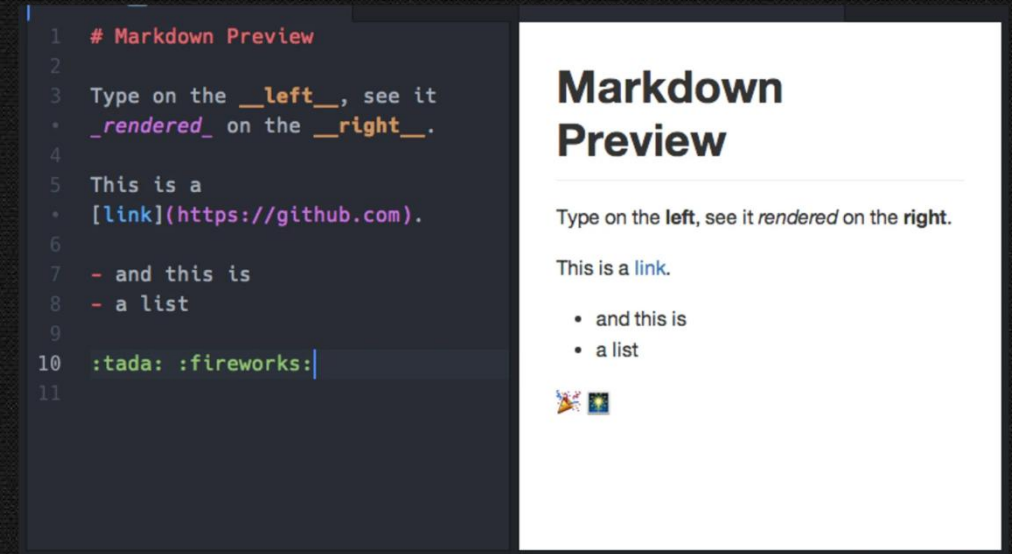 1 # Markdown Preview
2
3 Type on the __left__, see it
• _rendered_ on the __right__.
4
5 This is a
• [link](https://github.com).
6
7 - and this is
8 - a list
9
10 :tada: :fireworks:
11
Markdown
Preview
Type on the left, see it rendered on the right.
This is a link.
• and this is
• a list
🎉 🎆